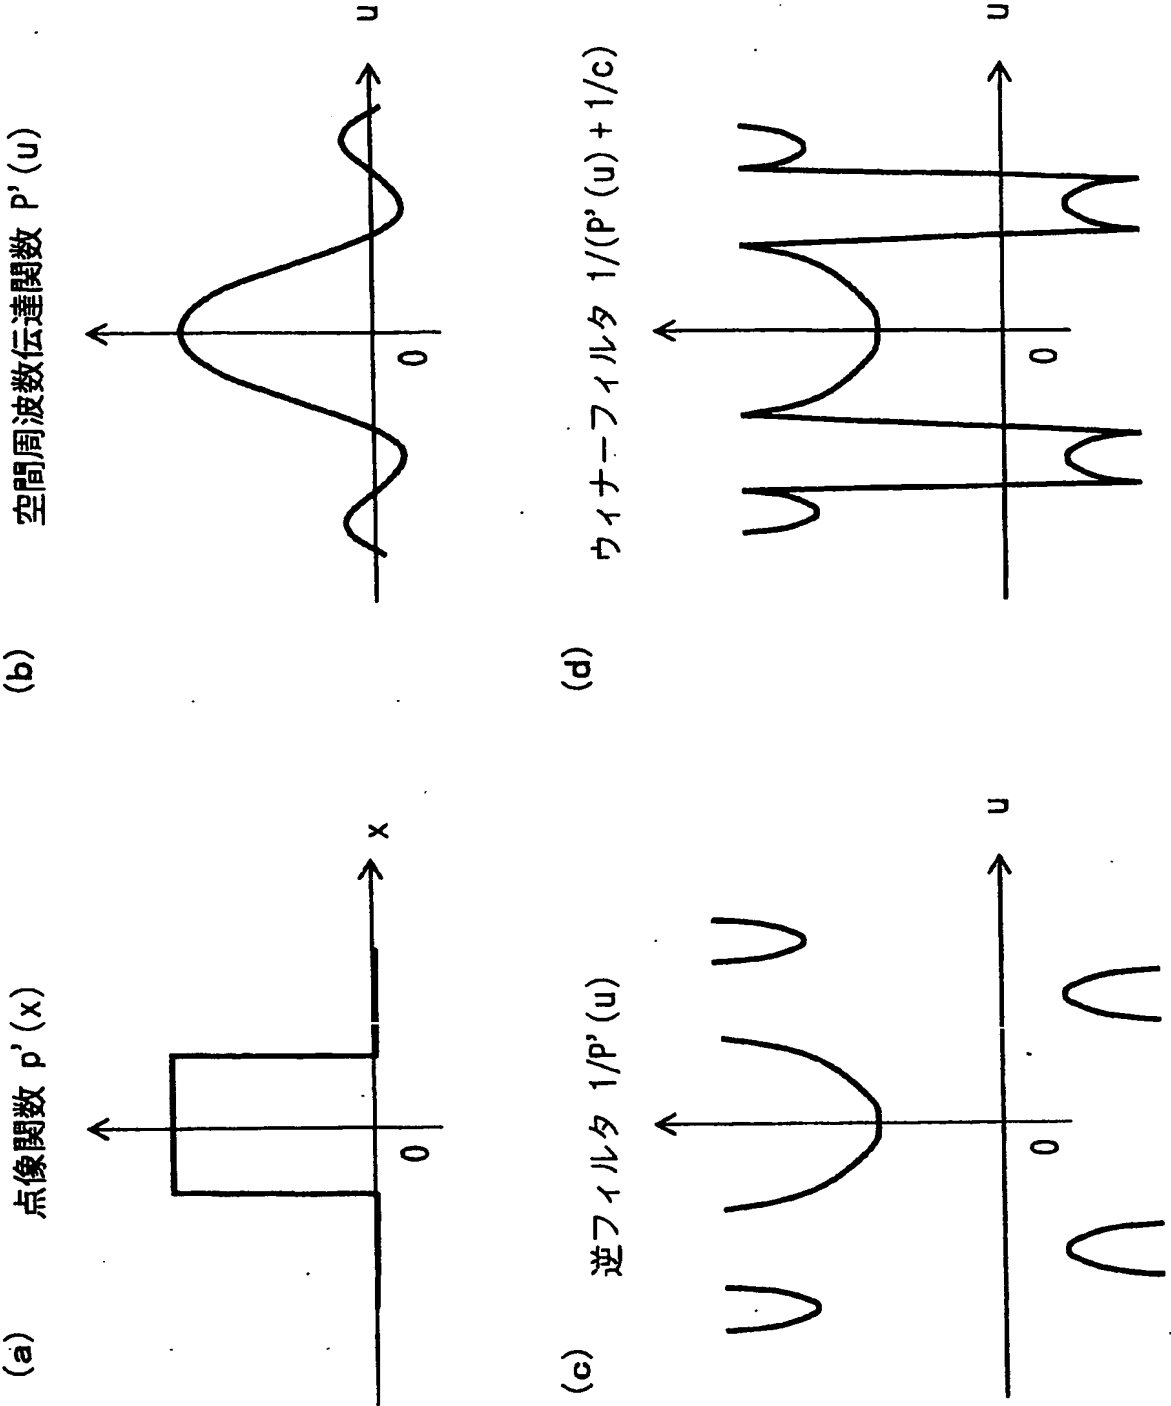 (a)
点像関数 p'(x)
x
0
(b)
空間周波数伝達関数 P'(u)
u
0
(c)
逆フィルタ 1/P'(u)
u
0
(d)
ウィナーフィルタ 1/(P'(u) + 1/c)
u
0